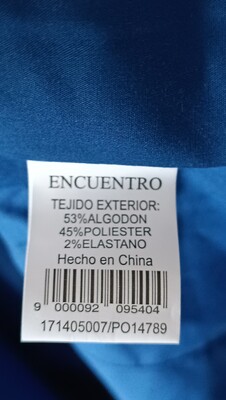 ENCUENTRO
TEJIDO EXTERIOR:
53%ALGODON
45%POLIESTER
2%ELASTANO
Hecho en China
9 000092 095404
171405007/PO14789